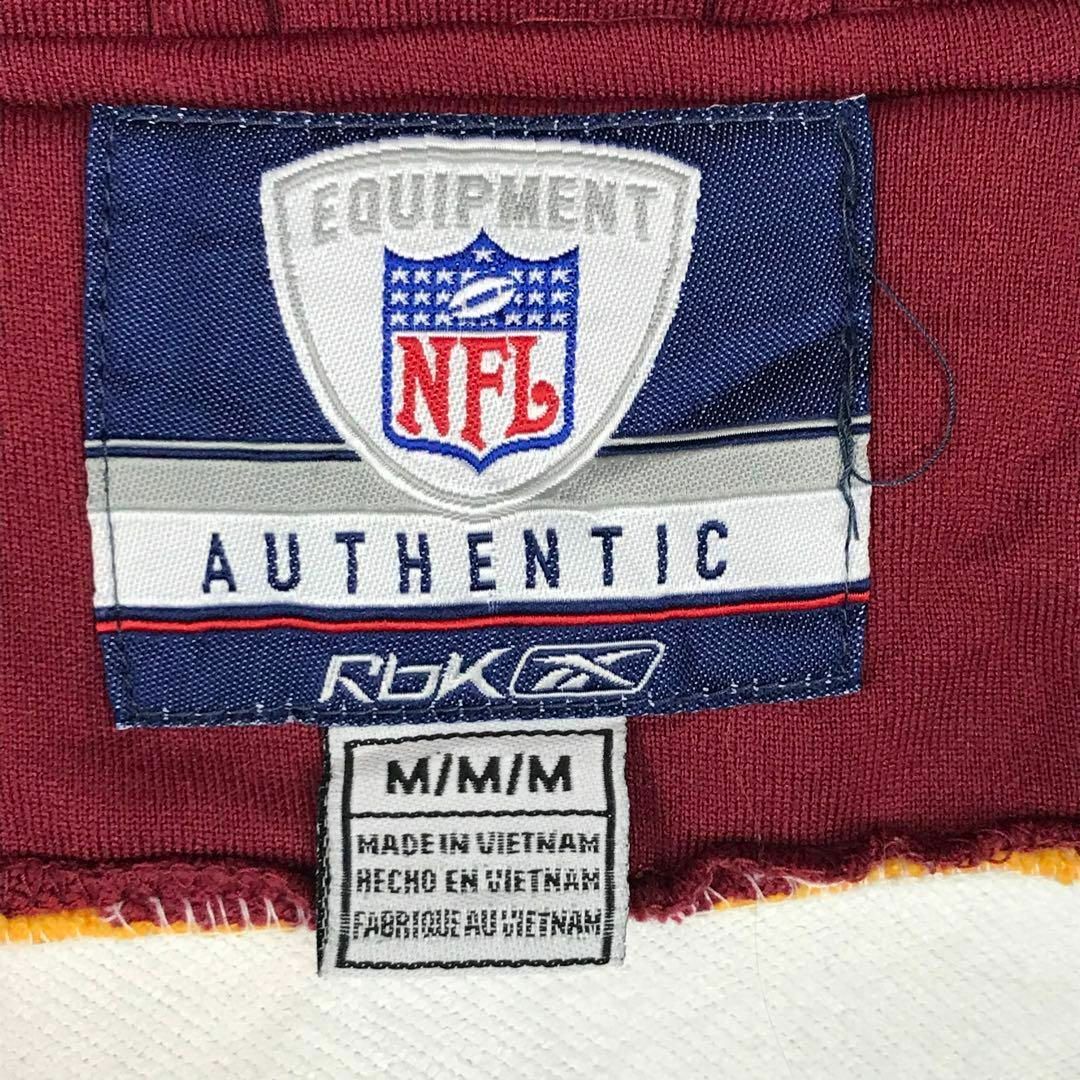 EQUIPMENT
NFL
AUTHENTIC
RbK
M/M/M
MADE IN VIETNAM
HECHO EN VIETNAM
FABRIQUE AU VIETNAM